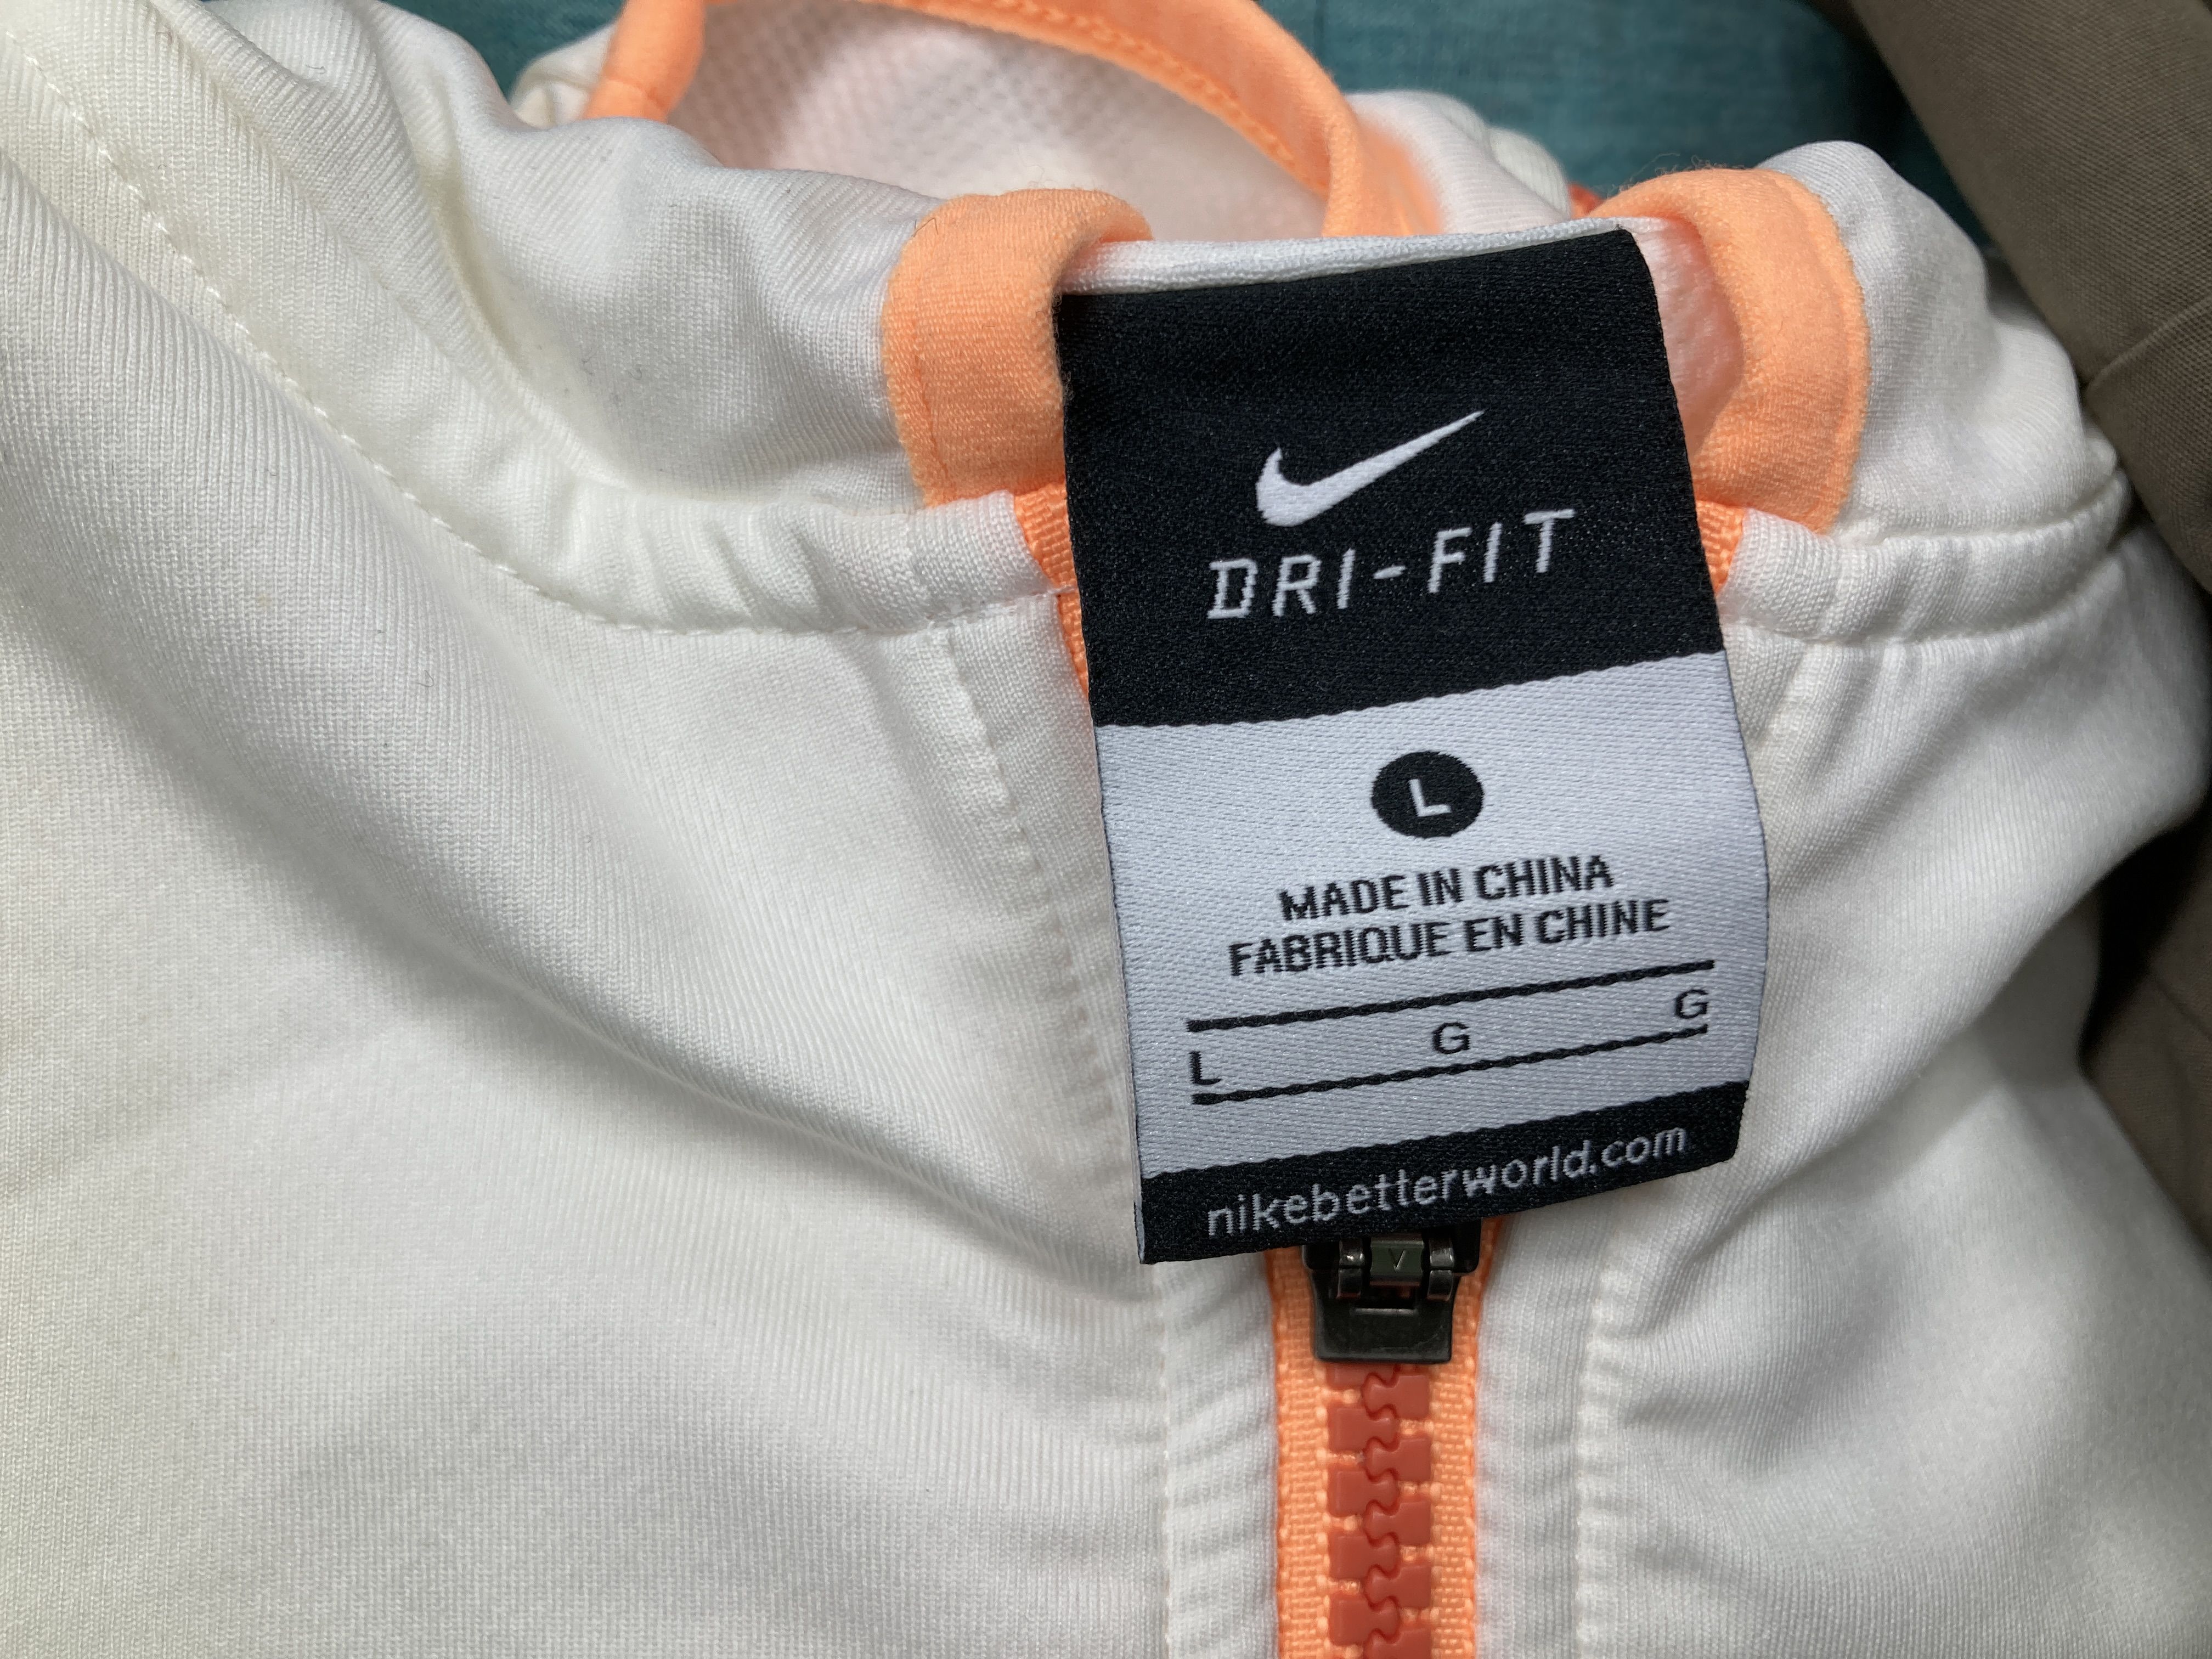 DRI-FIT
L
MADE IN CHINA
FABRIQUE EN CHINE
L G G
nikebetterworld.com
V